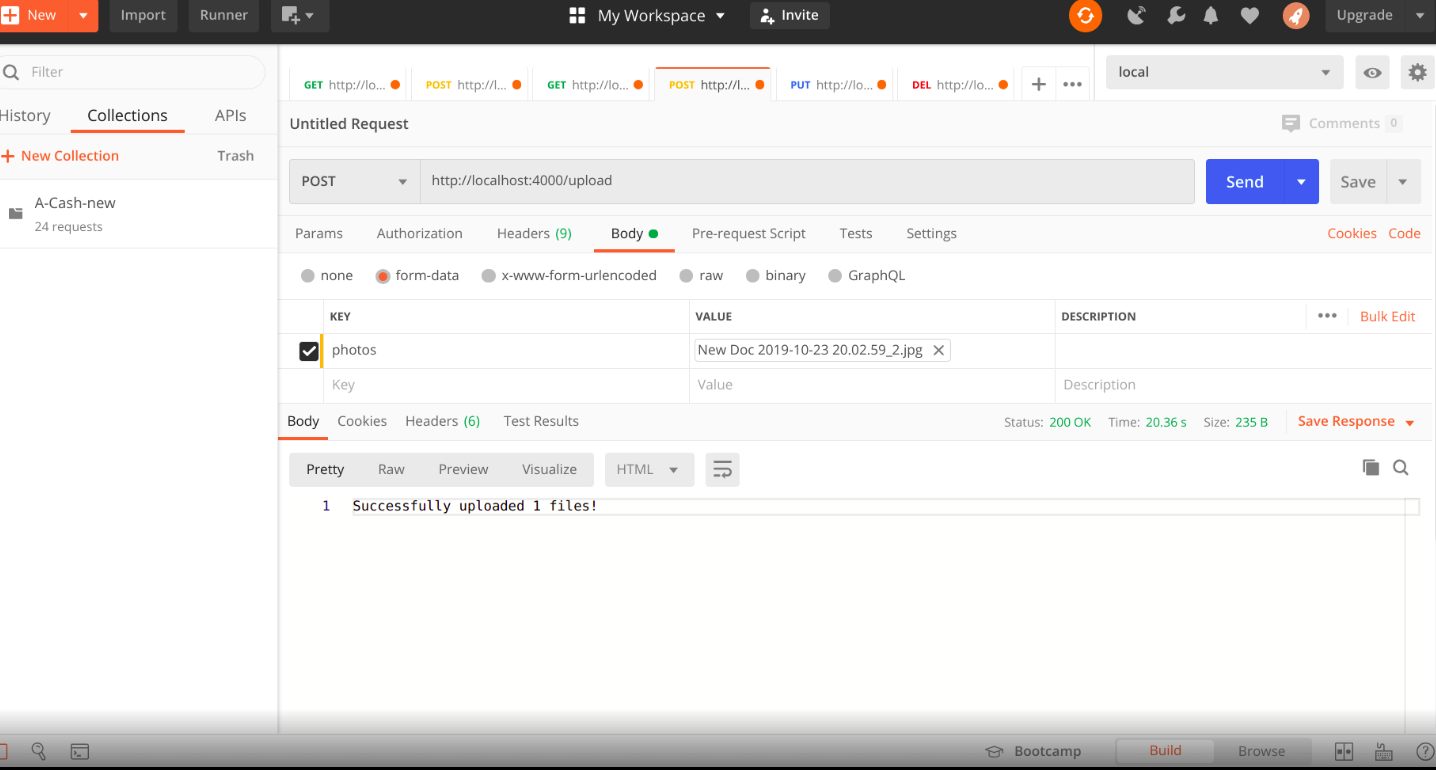 New Import Runner My Workspace Invite Upgrade
Filter
GET http://lo... POST http://l... GET http://lo... POST http://l... PUT http://lo... DEL http://lo... + ••• local
History Collections APIs
Untitled Request Comments 0
+ New Collection Trash
POST http://localhost:4000/upload Send Save
A-Cash-new
24 requests
Params Authorization Headers (9) Body Pre-request Script Tests Settings Cookies Code
none form-data x-www-form-urlencoded raw binary GraphQL
KEY VALUE DESCRIPTION ••• Bulk Edit
photos New Doc 2019-10-23 20.02.59_2.jpg
Key Value Description
Body Cookies Headers (6) Test Results Status: 200 OK Time: 20.36 s Size: 235 B Save Response
Pretty Raw Preview Visualize HTML
1 Successfully uploaded 1 files!
Bootcamp Build Browse